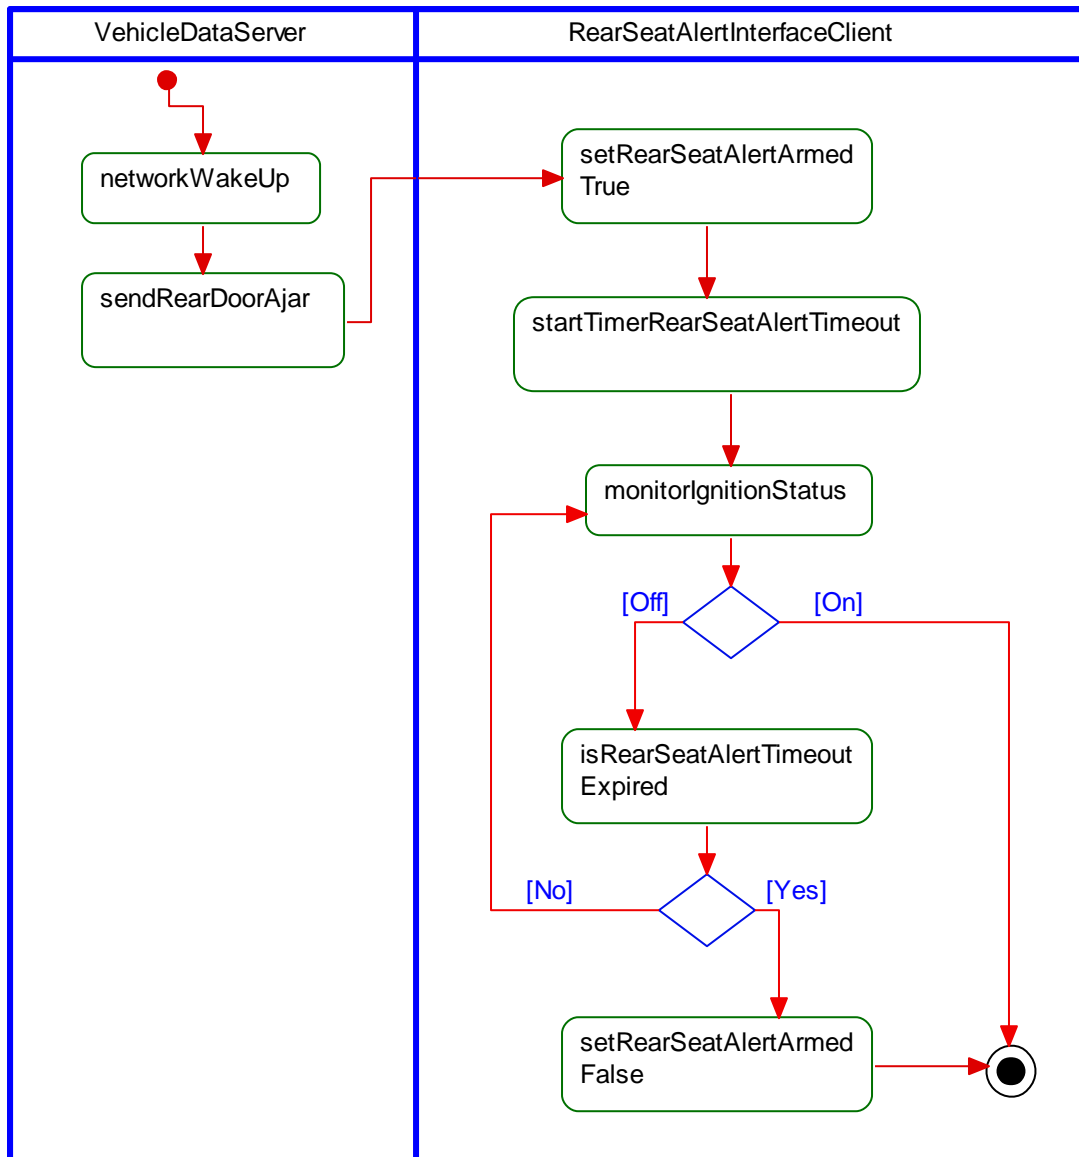 VehicleDataServer
RearSeatAlertInterfaceClient
networkWakeUp
sendRearDoorAjar
setRearSeatAlertArmed
True
startTimerRearSeatAlertTimeout
monitorIgnitionStatus
[Off]
[On]
isRearSeatAlertTimeout
Expired
[No]
[Yes]
setRearSeatAlertArmed
False